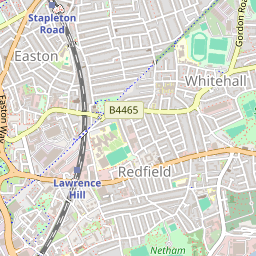 Stapleton
Road
Easton
Gordon Road
Whitehall
Easton Way
B4465
Redfield
Lawrence
Hill
Netham